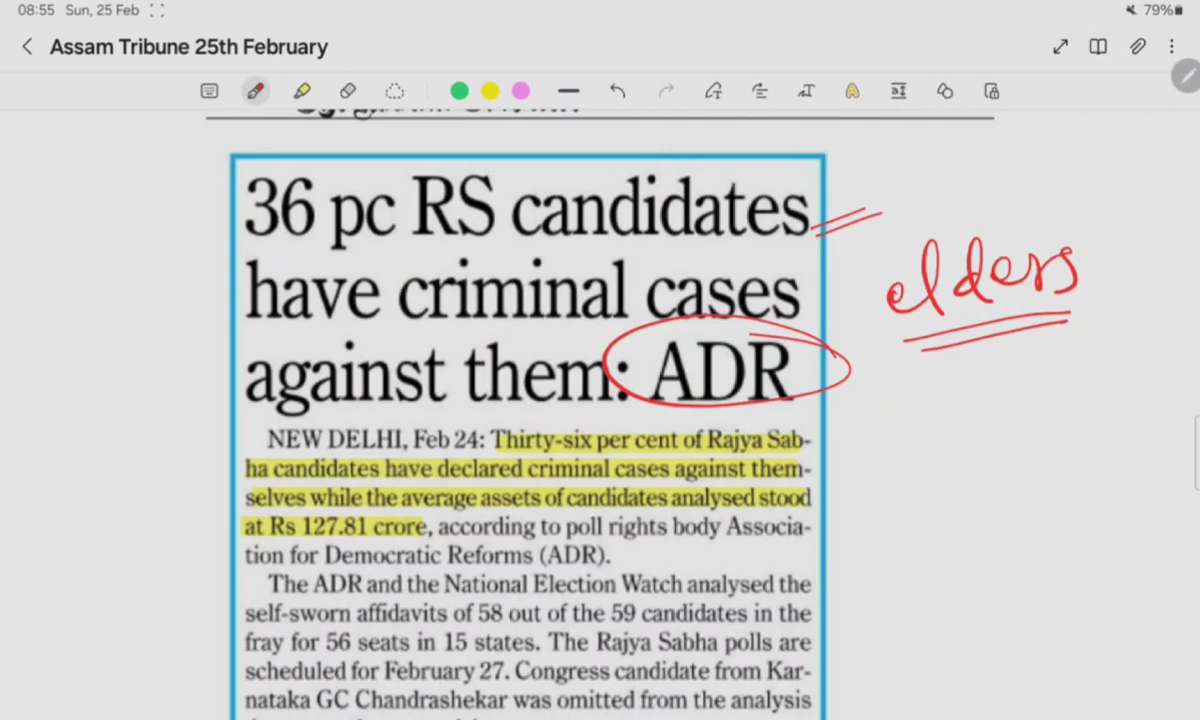 08:55 Sun, 25 Feb
79%
Assam Tribune 25th February
36 pc RS candidates
have criminal cases
against them: ADR
elders
NEW DELHI, Feb 24: Thirty-six per cent of Rajya Sab-
ha candidates have declared criminal cases against them-
selves while the average assets of candidates analysed stood
at Rs 127.81 crore, according to poll rights body Associa-
tion for Democratic Reforms (ADR).
The ADR and the National Election Watch analysed the
self-sworn affidavits of 58 out of the 59 candidates in the
fray for 56 seats in 15 states. The Rajya Sabha polls are
scheduled for February 27. Congress candidate from Kar-
nataka GC Chandrashekar was omitted from the analysis